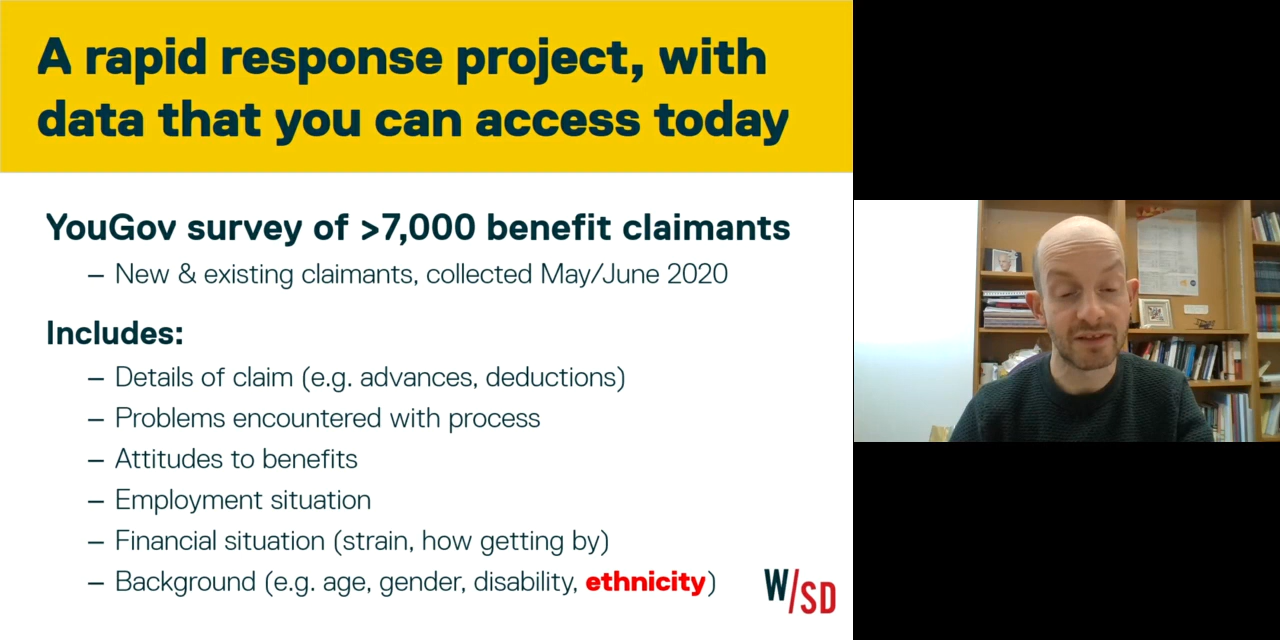 A rapid response project, with
data that you can access today
YouGov survey of >7,000 benefit claimants
– New & existing claimants, collected May/June 2020
Includes:
– Details of claim (e.g. advances, deductions)
– Problems encountered with process
– Attitudes to benefits
– Employment situation
– Financial situation (strain, how getting by)
– Background (e.g. age, gender, disability, ethnicity)
W/SD